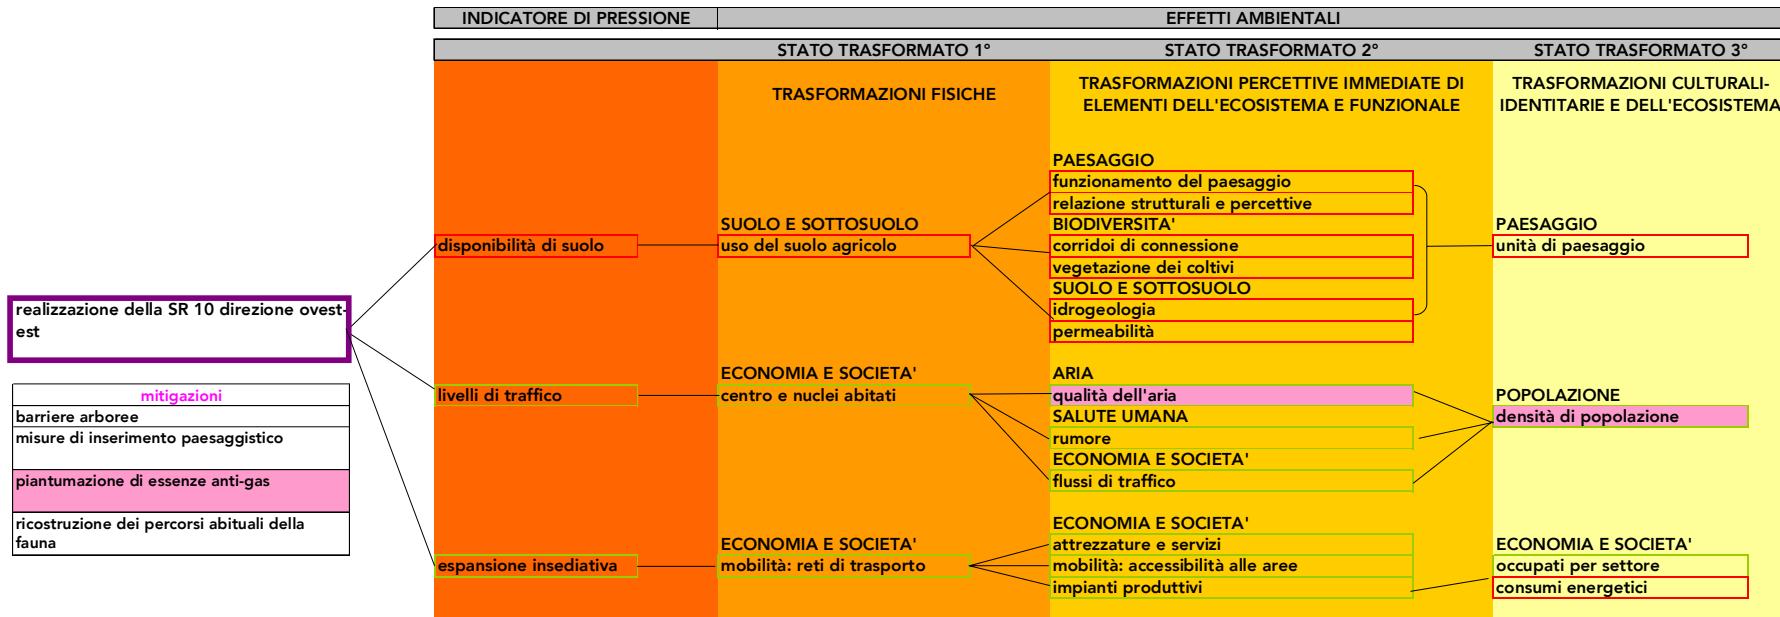 INDICATORE DI PRESSIONE
EFFETTI AMBIENTALI
STATO TRASFORMATO 1°
STATO TRASFORMATO 2°
STATO TRASFORMATO 3°
TRASFORMAZIONI FISICHE
TRASFORMAZIONI PERCETTIVE IMMEDIATE DI
ELEMENTI DELL'ECOSISTEMA E FUNZIONALE
TRASFORMAZIONI CULTURALI-
IDENTITARIE E DELL'ECOSISTEMA
realizzazione della SR 10 direzione ovest-
est
mitigazioni
barriere arboree
misure di inserimento paesaggistico
piantumazione di essenze anti-gas
ricostruzione dei percorsi abituali della
fauna
disponibilità di suolo
SUOLO E SOTTOSUOLO
uso del suolo agricolo
PAESAGGIO
funzionamento del paesaggio
relazione strutturali e percettive
BIODIVERSITA'
corridoi di connessione
vegetazione dei coltivi
SUOLO E SOTTOSUOLO
idrogeologia
permeabilità
PAESAGGIO
unità di paesaggio
livelli di traffico
ECONOMIA E SOCIETA'
centro e nuclei abitati
ARIA
qualità dell'aria
SALUTE UMANA
rumore
ECONOMIA E SOCIETA'
flussi di traffico
POPOLAZIONE
densità di popolazione
espansione insediativa
ECONOMIA E SOCIETA'
mobilità: reti di trasporto
ECONOMIA E SOCIETA'
attrezzature e servizi
mobilità: accessibilità alle aree
impianti produttivi
ECONOMIA E SOCIETA'
occupati per settore
consumi energetici